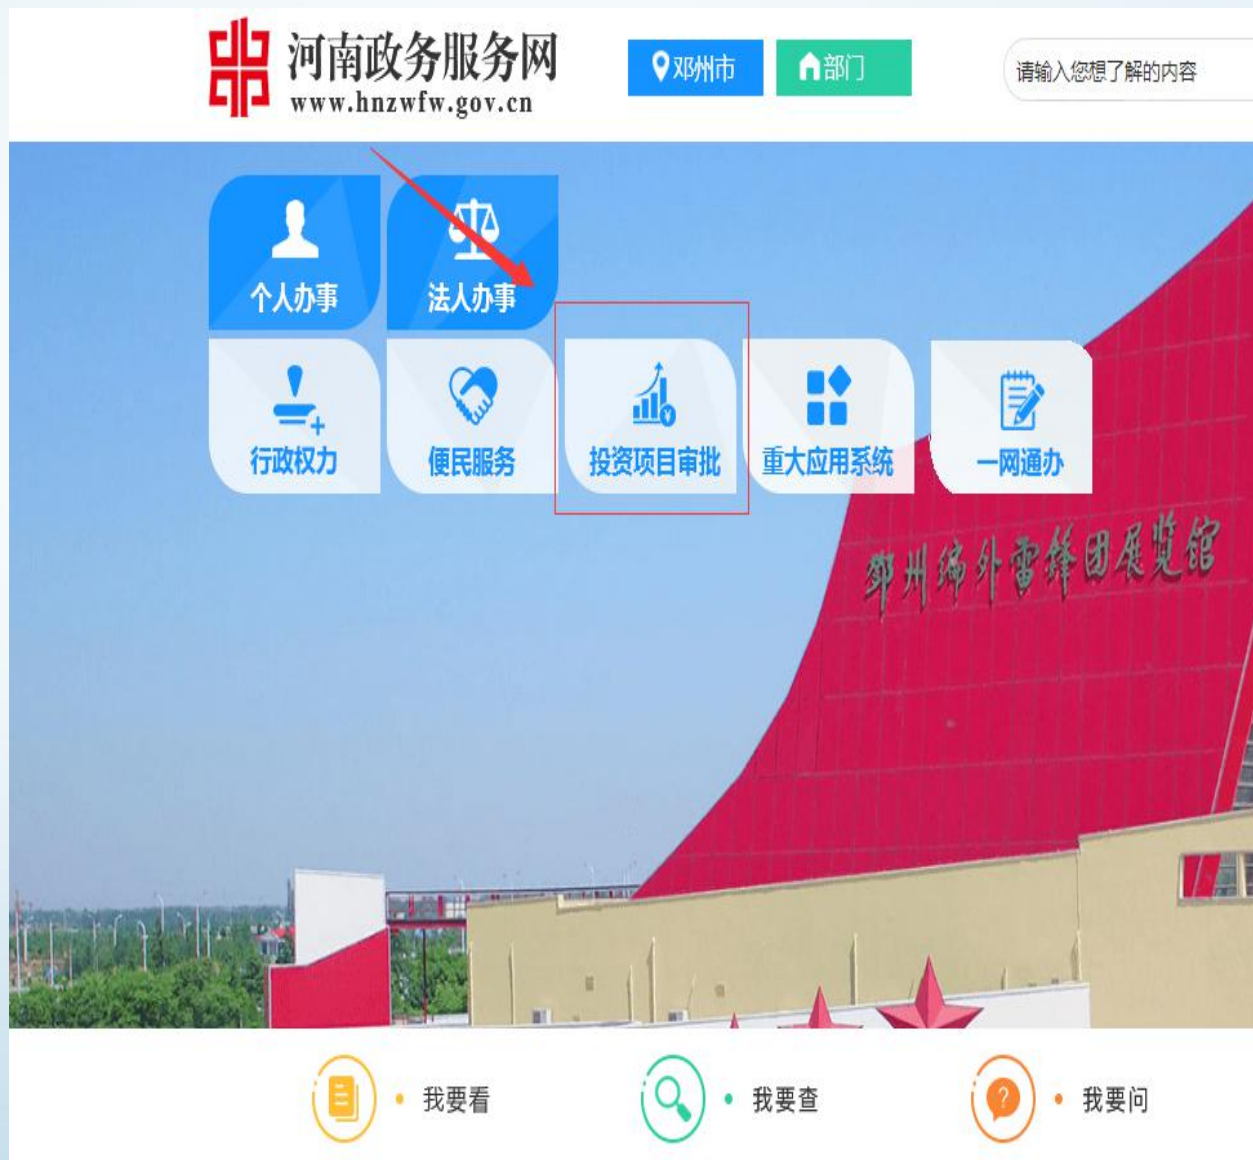 河南政务服务网
www.hnzwfw.gov.cn
邓州市
部门
请输入您想了解的内容
个人办事
法人办事
行政权力
便民服务
投资项目审批
重大应用系统
一网通办
鄧州编外雷锋团展览馆
我要看
我要查
我要问